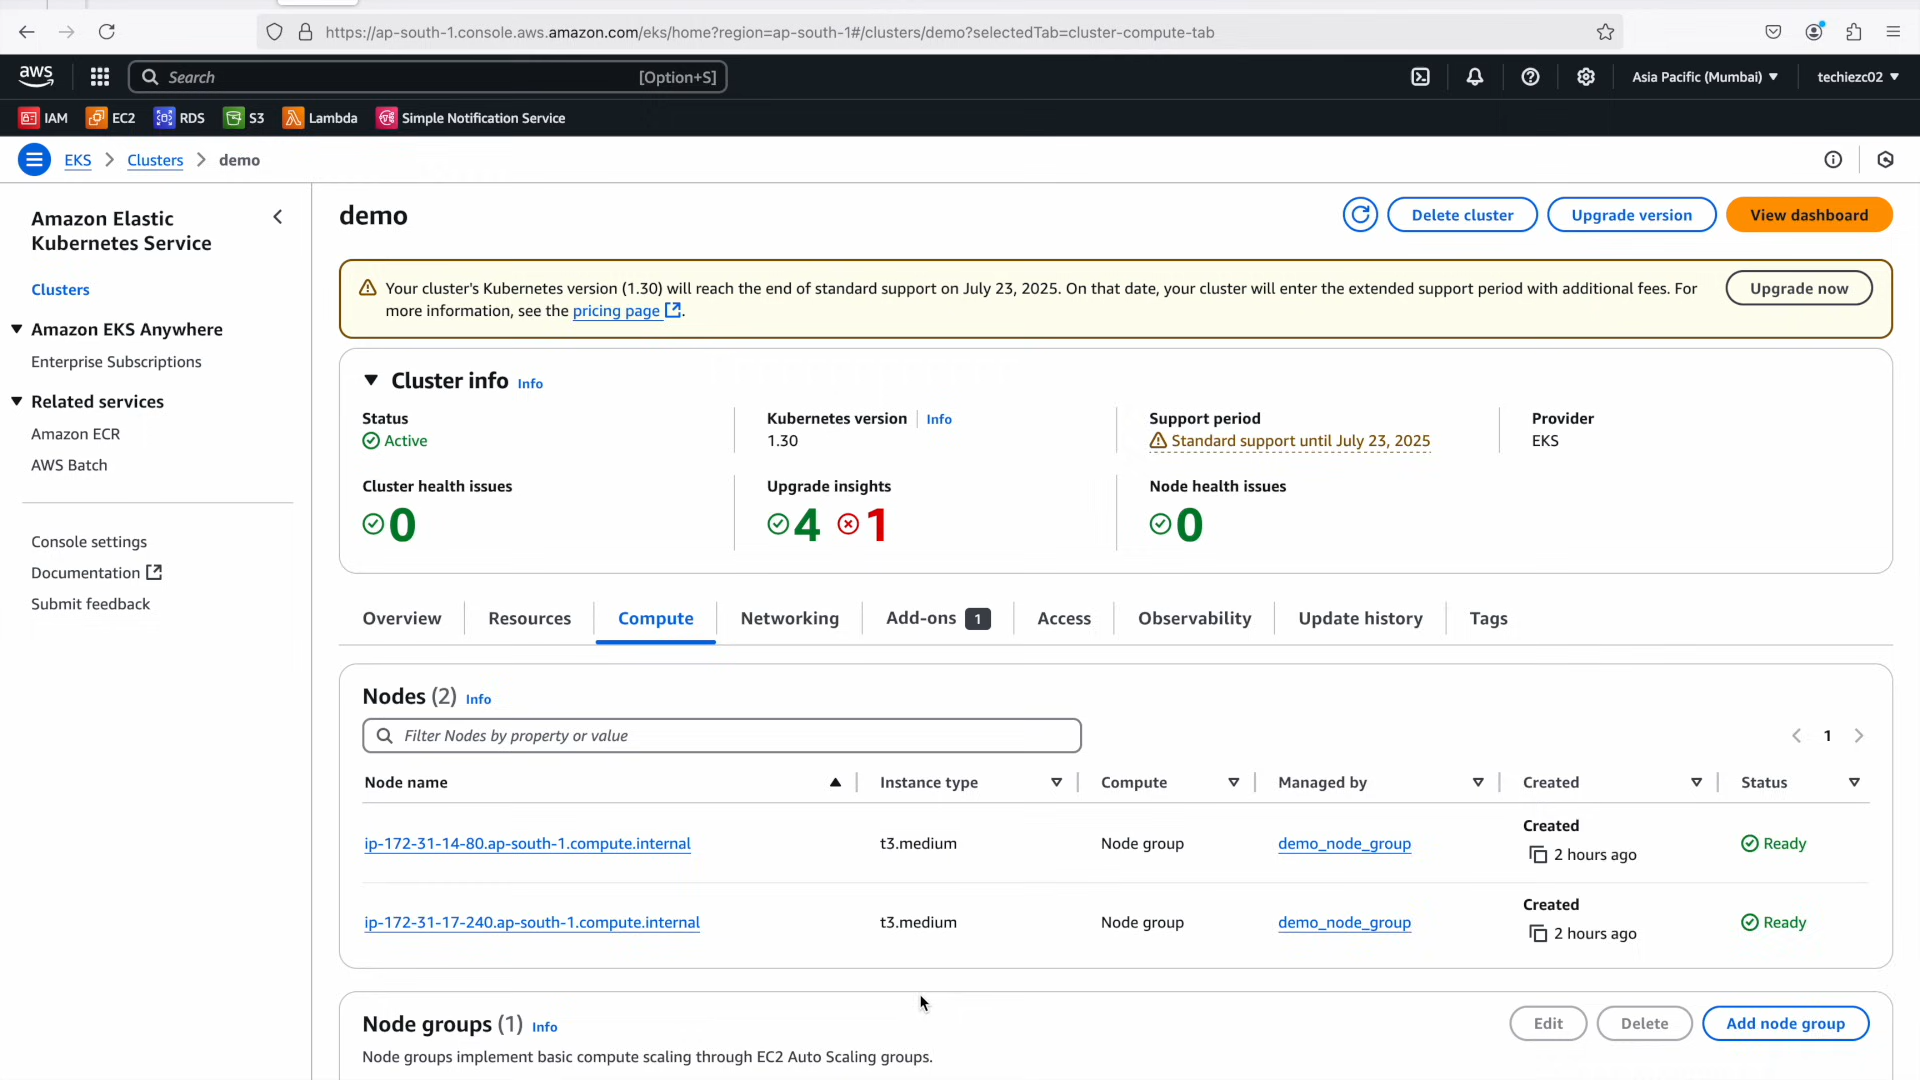 https://ap-south-1.console.aws.amazon.com/eks/home?region=ap-south-1#/clusters/demo?selectedTab=cluster-compute-tab
aws
Search [Option+S]
Asia Pacific (Mumbai)
techiezc02
IAM
EC2
RDS
S3
Lambda
Simple Notification Service
EKS
Clusters
demo
Amazon Elastic
Kubernetes Service
Clusters
Amazon EKS Anywhere
Enterprise Subscriptions
Related services
Amazon ECR
AWS Batch
Console settings
Documentation
Submit feedback
demo
Delete cluster
Upgrade version
View dashboard
Your cluster's Kubernetes version (1.30) will reach the end of standard support on July 23, 2025. On that date, your cluster will enter the extended support period with additional fees. For
more information, see the pricing page.
Upgrade now
Cluster info Info
Status
Active
Kubernetes version Info
1.30
Support period
Standard support until July 23, 2025
Provider
EKS
Cluster health issues
0
Upgrade insights
4 1
Node health issues
0
Overview
Resources
Compute
Networking
Add-ons 1
Access
Observability
Update history
Tags
Nodes (2) Info
Filter Nodes by property or value
1
Node name
Instance type
Compute
Managed by
Created
Status
ip-172-31-14-80.ap-south-1.compute.internal
t3.medium
Node group
demo_node_group
Created
2 hours ago
Ready
ip-172-31-17-240.ap-south-1.compute.internal
t3.medium
Node group
demo_node_group
Created
2 hours ago
Ready
Node groups (1) Info
Node groups implement basic compute scaling through EC2 Auto Scaling groups.
Edit
Delete
Add node group